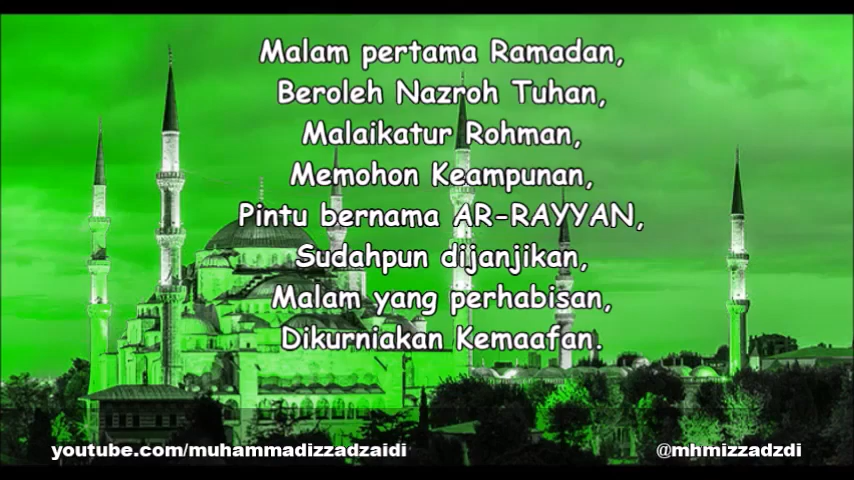 Malam pertama Ramadan,
Beroleh Nazroh Tuhan,
Malaikatur Rohman,
Memohon Keampunan,
Pintu bernama AR-RAYYAN,
Sudahpun dijanjikan,
Malam yang perhabisan,
Dikurniakan Kemaafan.
youtube.com/muhammadizzadzaidi
@mhmizzadzdi